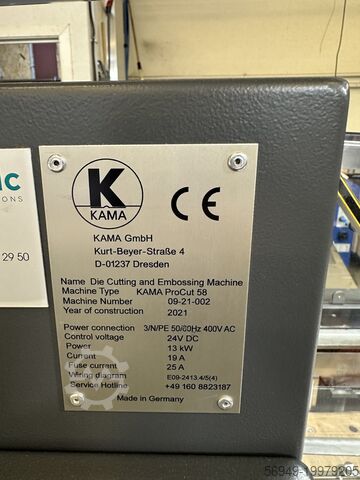 K
KAMA
CE
KAMA GmbH
Kurt-Beyer-Straße 4
D-01237 Dresden
Name Die Cutting and Embossing Machine
Machine Type KAMA ProCut 58
Machine Number 09-21-002
Year of construction 2021
Power connection 3/N/PE 50/60Hz 400V AC
Control voltage 24V DC
Power 13 kW
Current 19 A
Fuse current 25 A
Wiring diagram E09-2413.4/5(4)
Service Hotline +49 160 8823187
Made in Germany
29 50
56949-19979205